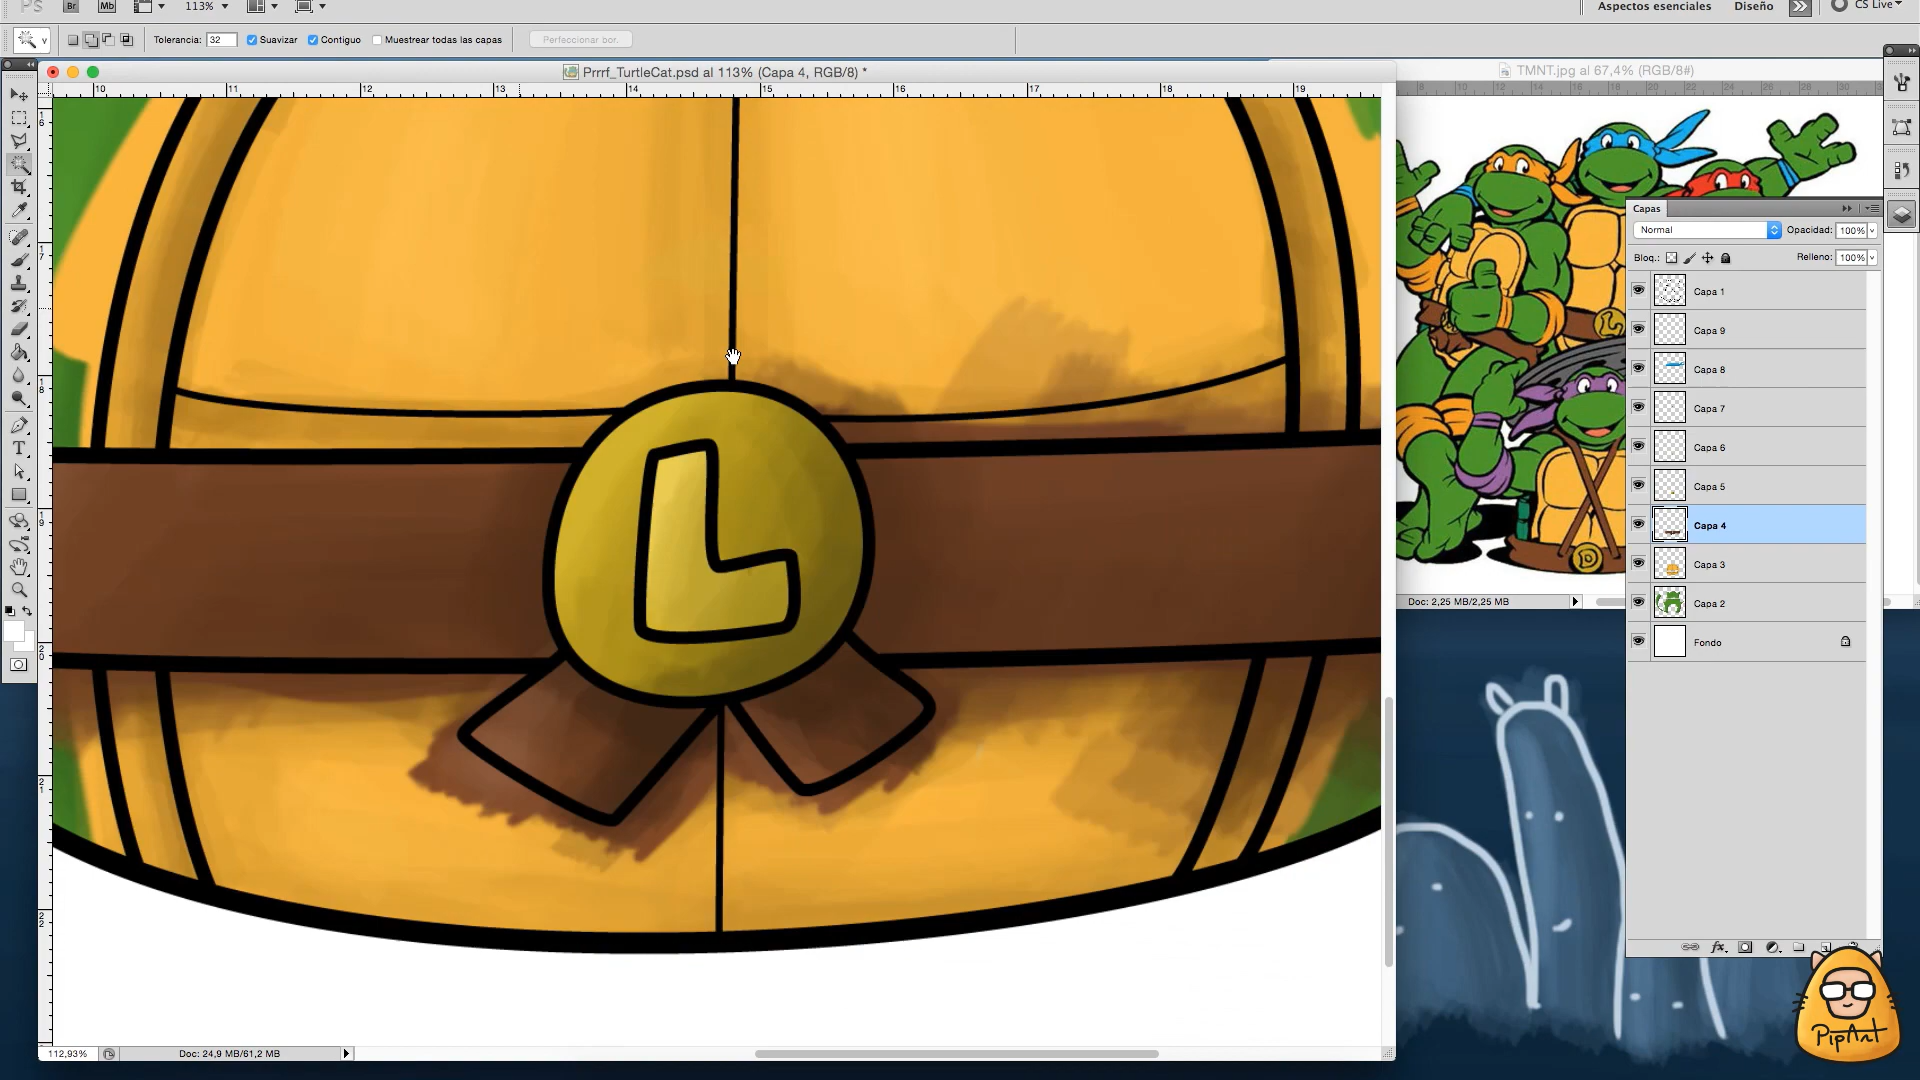 PS Br Mb 113% Aspectos esenciales Diseño CS Live
Tolerancia: 32 Suavizar Contiguo Muestrear todas las capas Perfeccionar bor.
Prrrf_TurtleCat.psd al 113% (Capa 4, RGB/8) *
TMNT.jpg al 67,4% (RGB/8#)
10 11 12 13 14 15 16 17 18 19
L
L
D
Doc: 2,25 MB/2,25 MB
Capas
Normal Opacidad: 100%
Bloq.: Relleno: 100%
Capa 1
Capa 9
Capa 8
Capa 7
Capa 6
Capa 5
Capa 4
Capa 3
Capa 2
Fondo
fx
PipArt
112,93% Doc: 24,9 MB/61,2 MB